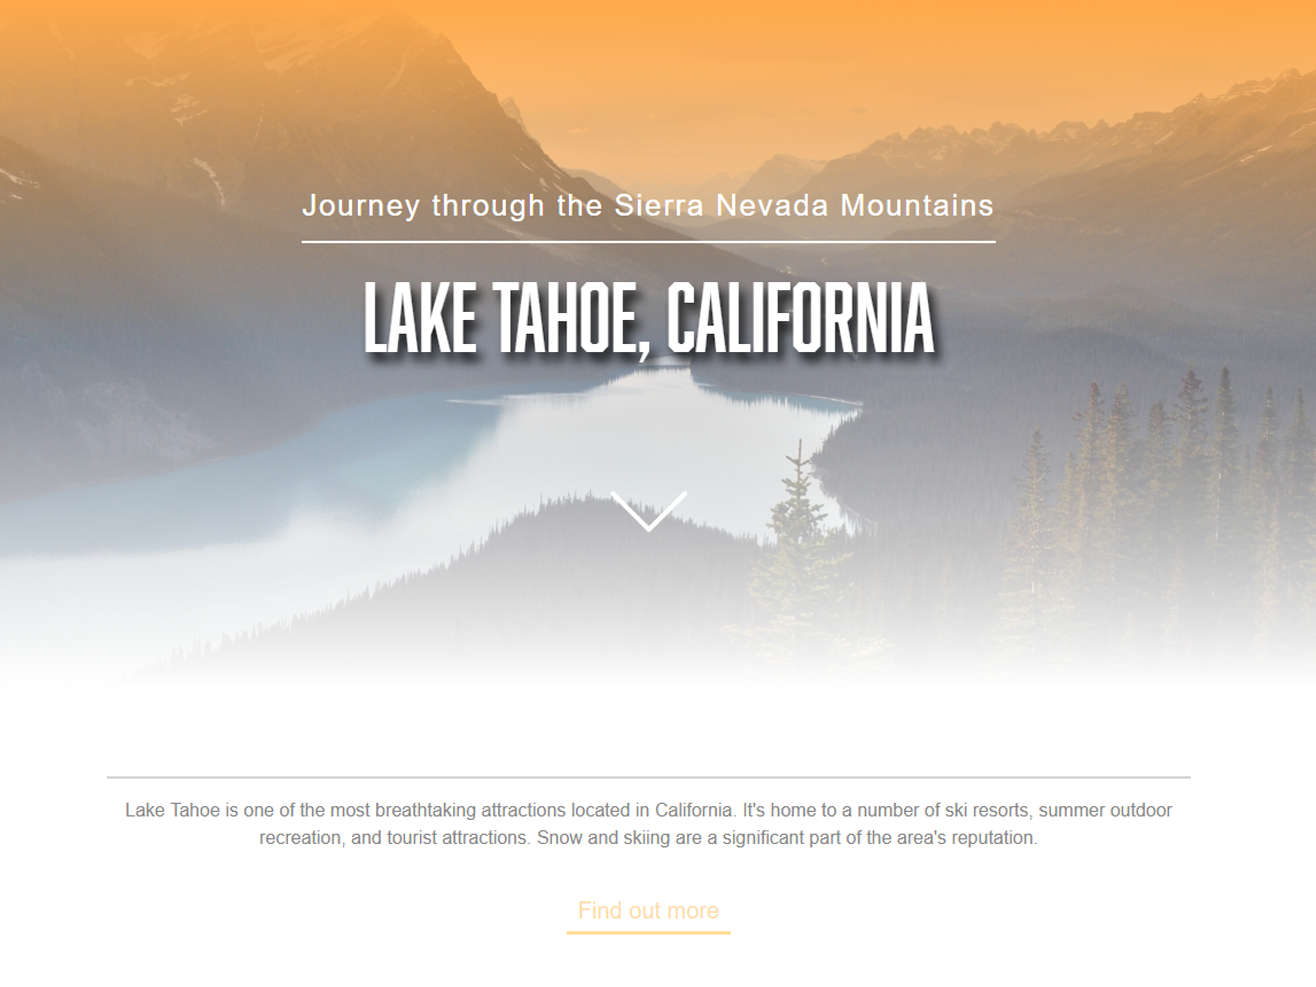 Journey through the Sierra Nevada Mountains
LAKE TAHOE, CALIFORNIA
Lake Tahoe is one of the most breathtaking attractions located in California. It's home to a number of ski resorts, summer outdoor
recreation, and tourist attractions. Snow and skiing are a significant part of the area's reputation.
Find out more